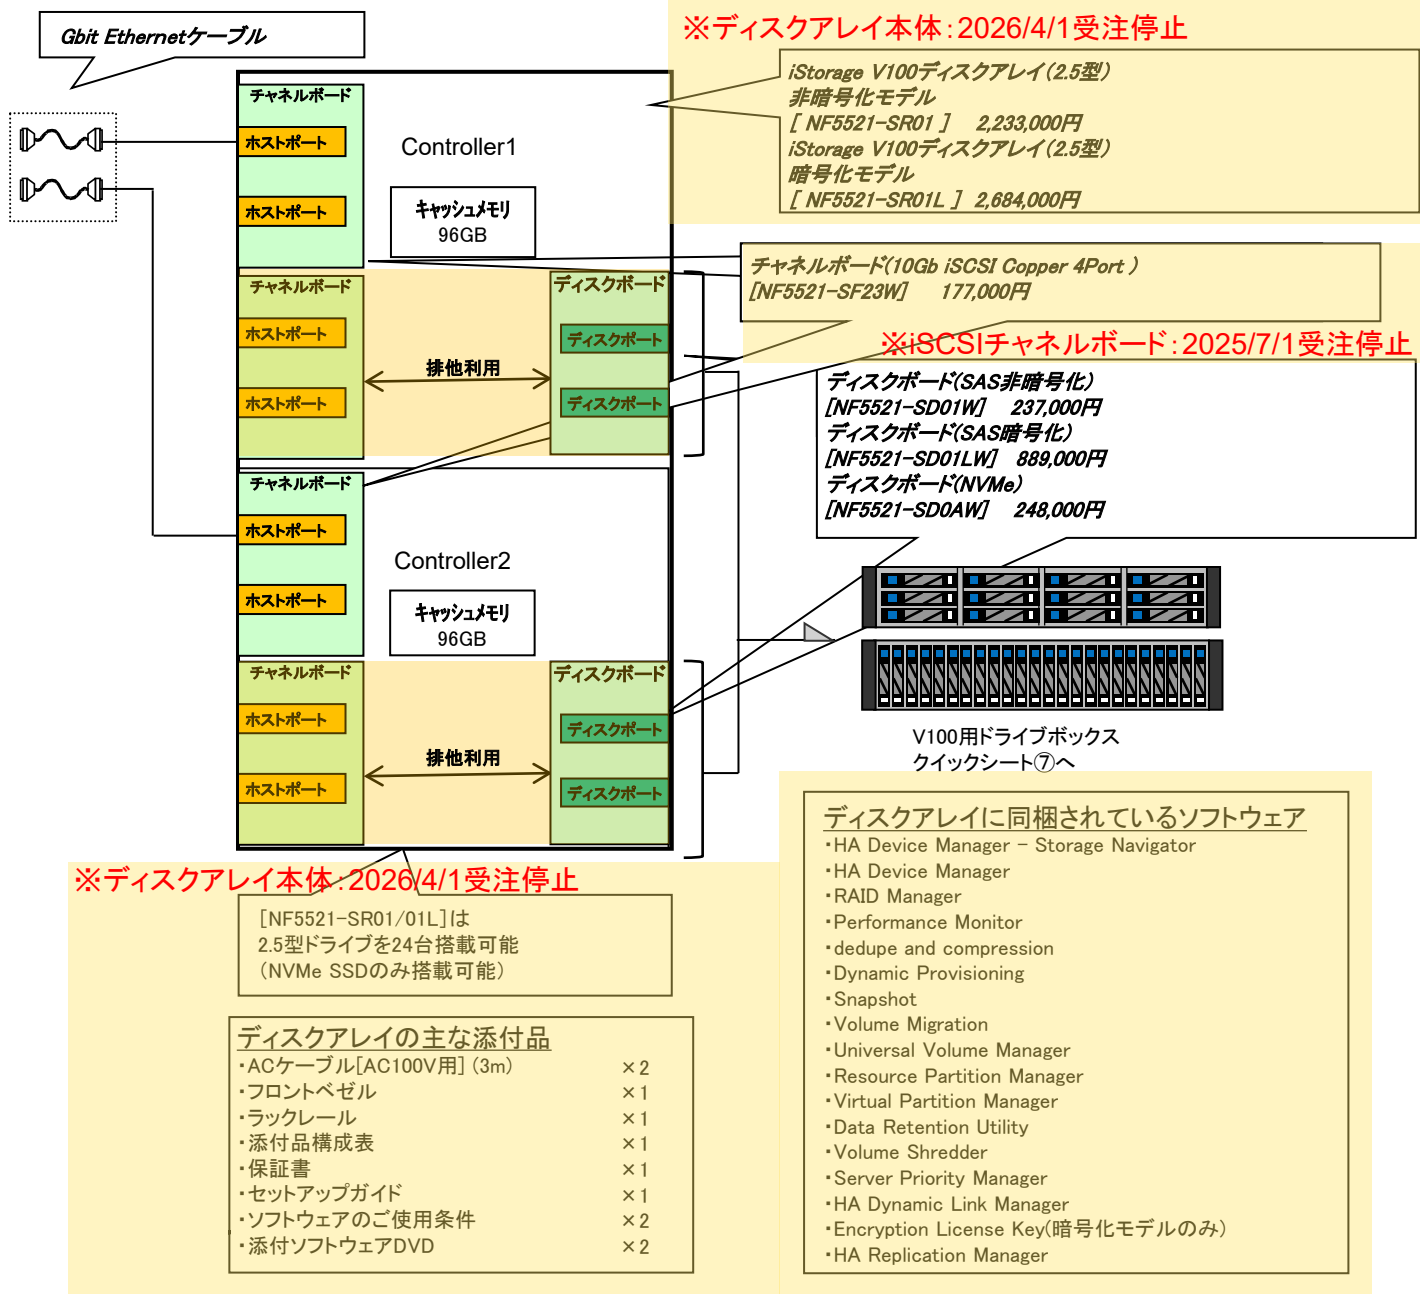 ※ディスクアレイ本体：2026/4/1受注停止
Gbit Ethernetケーブル
iStorage V100ディスクアレイ（2.5型）
非暗号化モデル
[ NF5521-SR01 ]　2,233,000円
iStorage V100ディスクアレイ（2.5型）
暗号化モデル
[ NF5521-SR01L ]　2,684,000円
チャネルボード
ホストポート
ホストポート
Controller1
キャッシュメモリ
96GB
チャネルボード(10Gb iSCSI Copper 4Port )
[NF5521-SF23W]　177,000円
※iSCSIチャネルボード：2025/7/1受注停止
チャネルボード
ホストポート
ホストポート
排他利用
ディスクボード
ディスクポート
ディスクポート
ディスクボード(SAS非暗号化)
[NF5521-SD01W]　237,000円
ディスクボード(SAS暗号化)
[NF5521-SD01LW]　889,000円
ディスクボード(NVMe)
[NF5521-SD0AW]　248,000円
チャネルボード
ホストポート
ホストポート
Controller2
キャッシュメモリ
96GB
チャネルボード
ホストポート
ホストポート
排他利用
ディスクボード
ディスクポート
ディスクポート
V100用ドライブボックス
クイックシート⑦へ
※ディスクアレイ本体：2026/4/1受注停止
[NF5521-SR01/01L]は
2.5型ドライブを24台搭載可能
（NVMe SSDのみ搭載可能）
ディスクアレイの主な添付品
・ACケーブル[AC100V用] (3m)　×2
・フロントベゼル　×1
・ラックレール　×1
・添付品構成表　×1
・保証書　×1
・セットアップガイド　×1
・ソフトウェアのご使用条件　×2
・添付ソフトウェアDVD　×2
ディスクアレイに同梱されているソフトウェア
・HA Device Manager - Storage Navigator
・HA Device Manager
・RAID Manager
・Performance Monitor
・dedupe and compression
・Dynamic Provisioning
・Snapshot
・Volume Migration
・Universal Volume Manager
・Resource Partition Manager
・Virtual Partition Manager
・Data Retention Utility
・Volume Shredder
・Server Priority Manager
・HA Dynamic Link Manager
・Encryption License Key(暗号化モデルのみ)
・HA Replication Manager